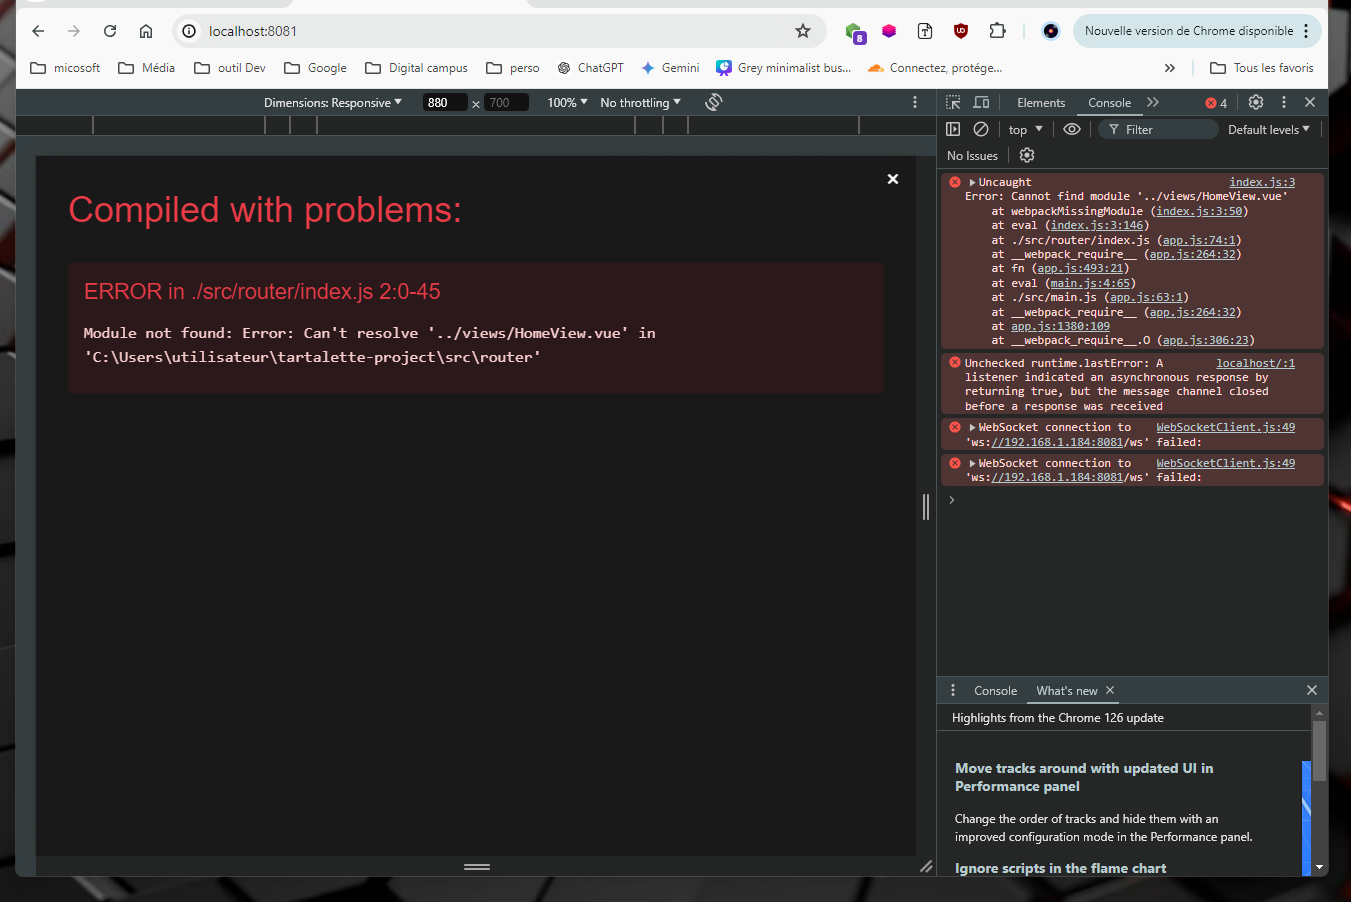 localhost:8081
8
Nouvelle version de Chrome disponible
micosoft
Média
outil Dev
Google
Digital campus
perso
ChatGPT
Gemini
Grey minimalist bus...
Connectez, protége...
Tous les favoris
Dimensions: Responsive
880
×
700
100%
No throttling
Elements
Console
4
top
Filter
Default levels
No Issues
Compiled with problems:
ERROR in ./src/router/index.js 2:0-45
Module not found: Error: Can't resolve '../views/HomeView.vue' in
'C:\Users\utilisateur\tartalette-project\src\router'
Uncaught index.js:3
Error: Cannot find module '../views/HomeView.vue'
at webpackMissingModule (index.js:3:50)
at eval (index.js:3:146)
at ./src/router/index.js (app.js:74:1)
at __webpack_require__ (app.js:264:32)
at fn (app.js:493:21)
at eval (main.js:4:65)
at ./src/main.js (app.js:63:1)
at __webpack_require__ (app.js:264:32)
at app.js:1380:109
at __webpack_require__.O (app.js:306:23)
Unchecked runtime.lastError: A localhost/:1
listener indicated an asynchronous response by
returning true, but the message channel closed
before a response was received
WebSocket connection to WebSocketClient.js:49
'ws://192.168.1.184:8081/ws' failed:
WebSocket connection to WebSocketClient.js:49
'ws://192.168.1.184:8081/ws' failed:
Console
What's new
Highlights from the Chrome 126 update
Move tracks around with updated UI in
Performance panel
Change the order of tracks and hide them with an
improved configuration mode in the Performance panel.
Ignore scripts in the flame chart